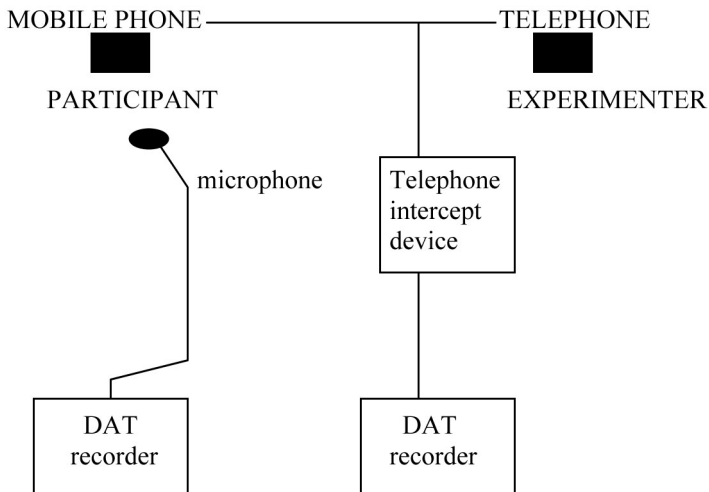 MOBILE PHONE
TELEPHONE
PARTICIPANT
EXPERIMENTER
microphone
Telephone
intercept
device
DAT
recorder
DAT
recorder